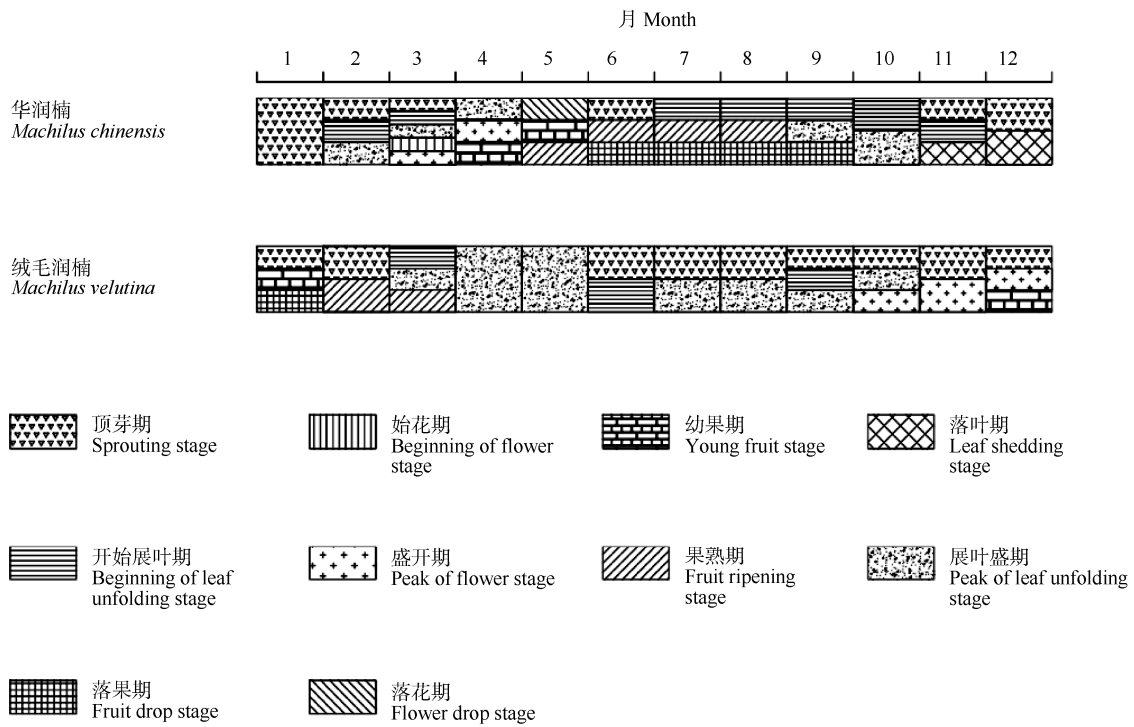 月 Month
1 2 3 4 5 6 7 8 9 10 11 12
华润楠
Machilus chinensis
绒毛润楠
Machilus velutina
顶芽期
Sprouting stage
始花期
Beginning of flower
stage
幼果期
Young fruit stage
落叶期
Leaf shedding
stage
开始展叶期
Beginning of leaf
unfolding stage
盛开期
Peak of flower stage
果熟期
Fruit ripening
stage
展叶盛期
Peak of leaf unfolding
stage
落果期
Fruit drop stage
落花期
Flower drop stage